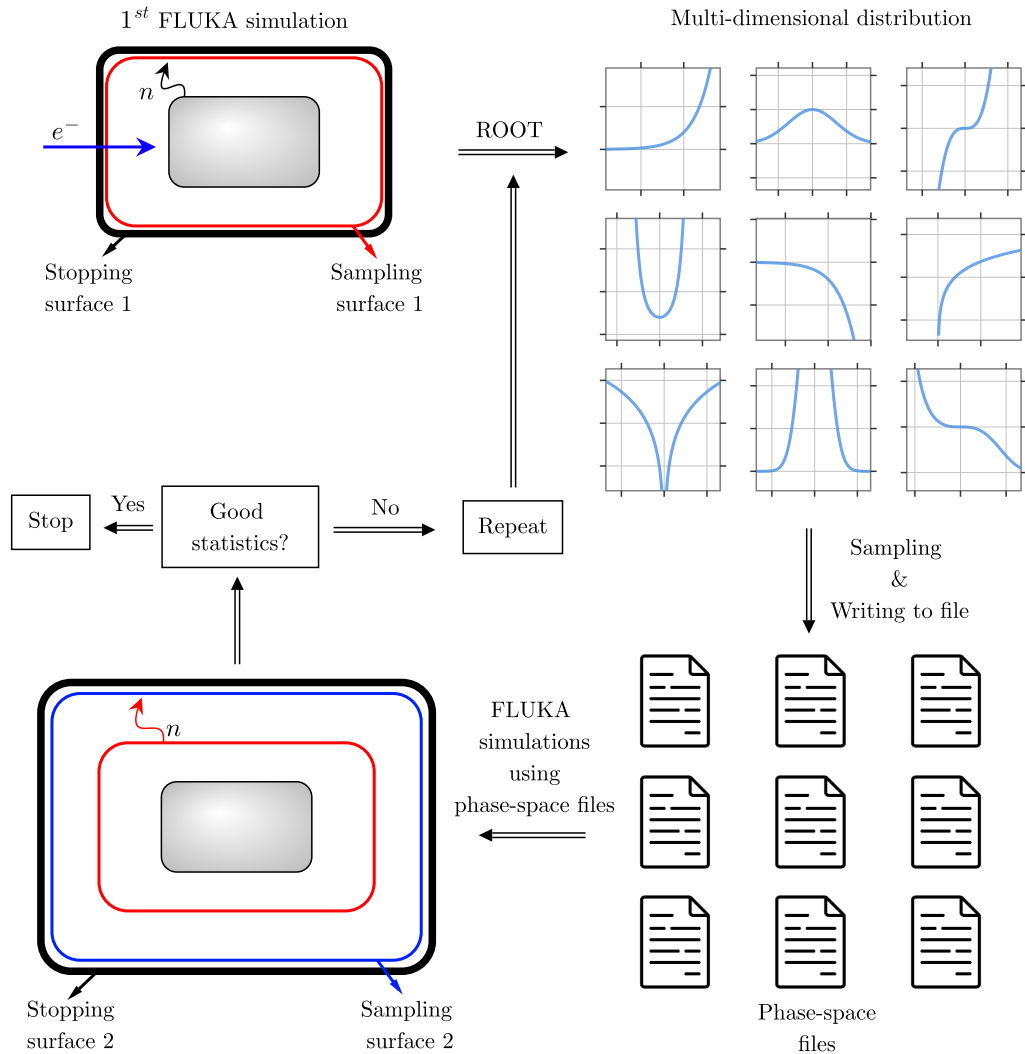 1st FLUKA simulation
Multi-dimensional distribution
n
e−
ROOT
Stopping
surface 1
Sampling
surface 1
Stop
Yes
Good
statistics?
No
Repeat
Sampling
&
Writing to file
n
FLUKA
simulations
using
phase-space files
Stopping
surface 2
Sampling
surface 2
Phase-space
files